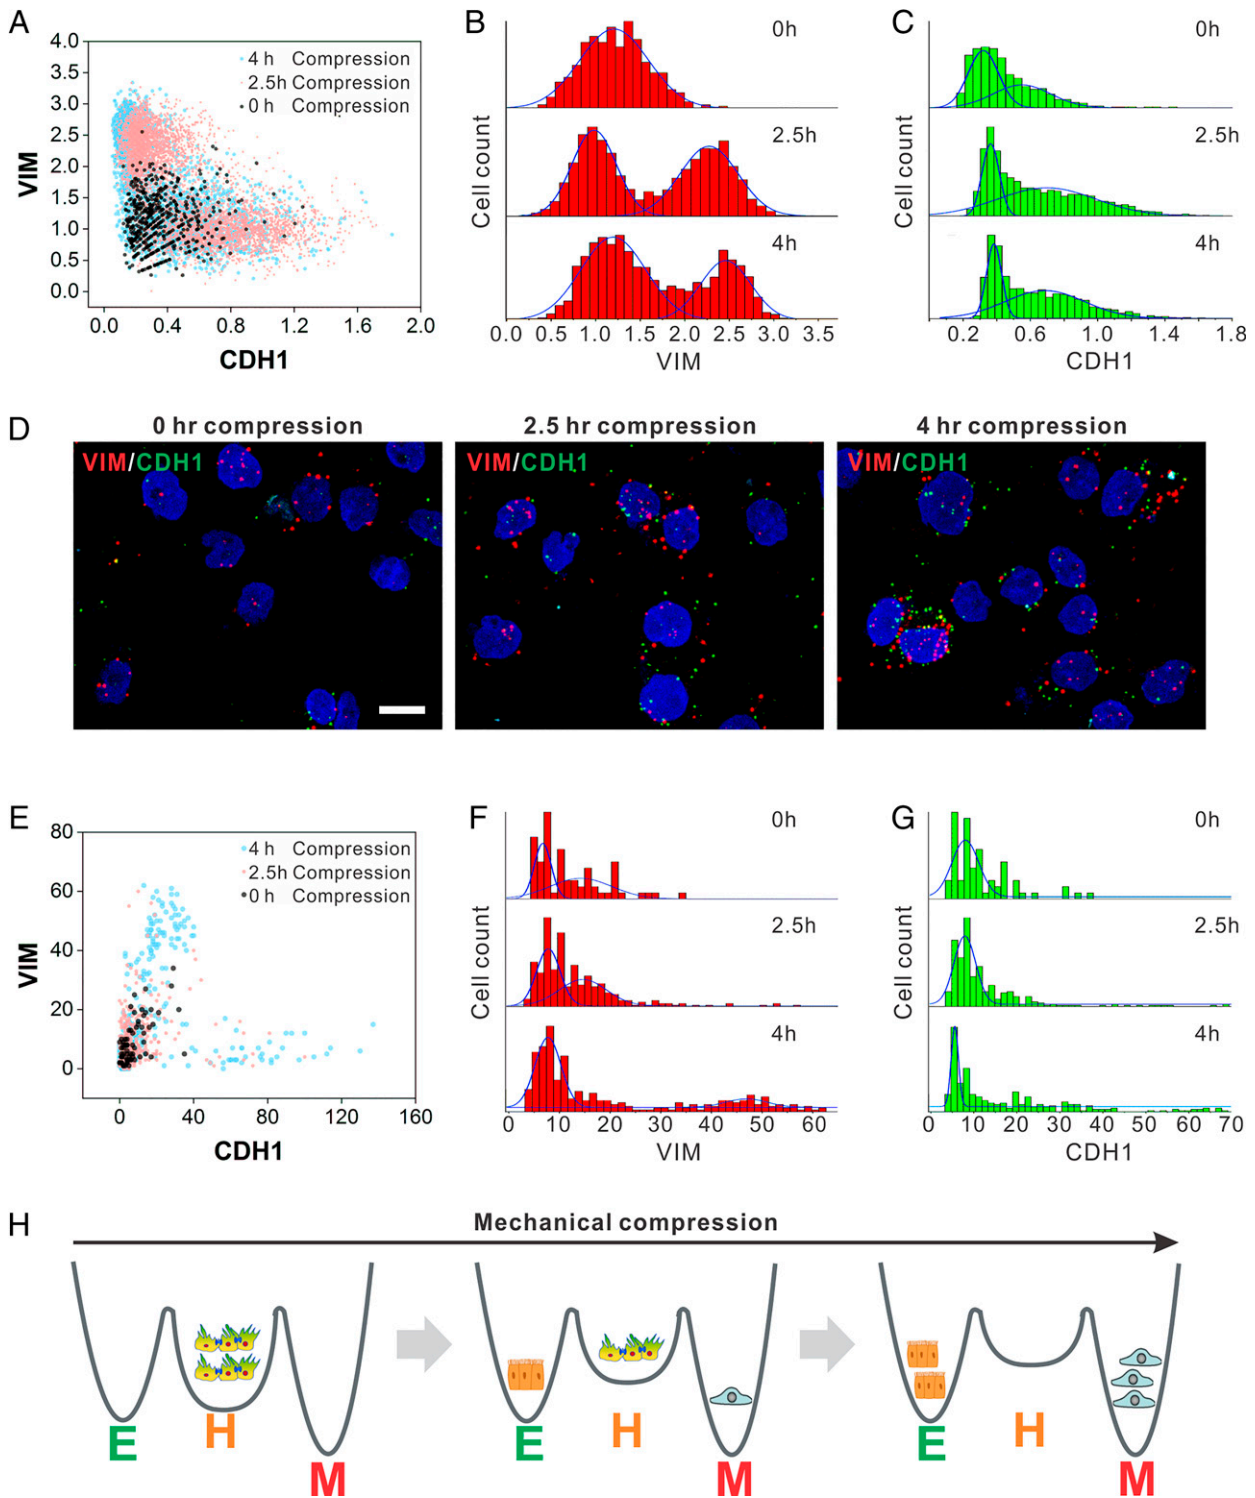 A
4.0
3.5
3.0
2.5
2.0
1.5
1.0
0.5
0.0
VIM
4 h Compression
2.5h Compression
0 h Compression
0.0 0.4 0.8 1.2 1.6 2.0
CDH1
B
0h
2.5h
4h
Cell count
0.0 0.5 1.0 1.5 2.0 2.5 3.0 3.5
VIM
C
0h
2.5h
4h
Cell count
0.2 0.6 1.0 1.4 1.8
CDH1
D
0 hr compression
2.5 hr compression
4 hr compression
VIM/CDH1
VIM/CDH1
VIM/CDH1
E
80
60
40
20
0
VIM
4 h Compression
2.5h Compression
0 h Compression
0 40 80 120 160
CDH1
F
0h
2.5h
4h
Cell count
0 10 20 30 40 50 60
VIM
G
0h
2.5h
4h
Cell count
0 10 20 30 40 50 60 70
CDH1
H
Mechanical compression
E
H
M
E
H
M
E
H
M